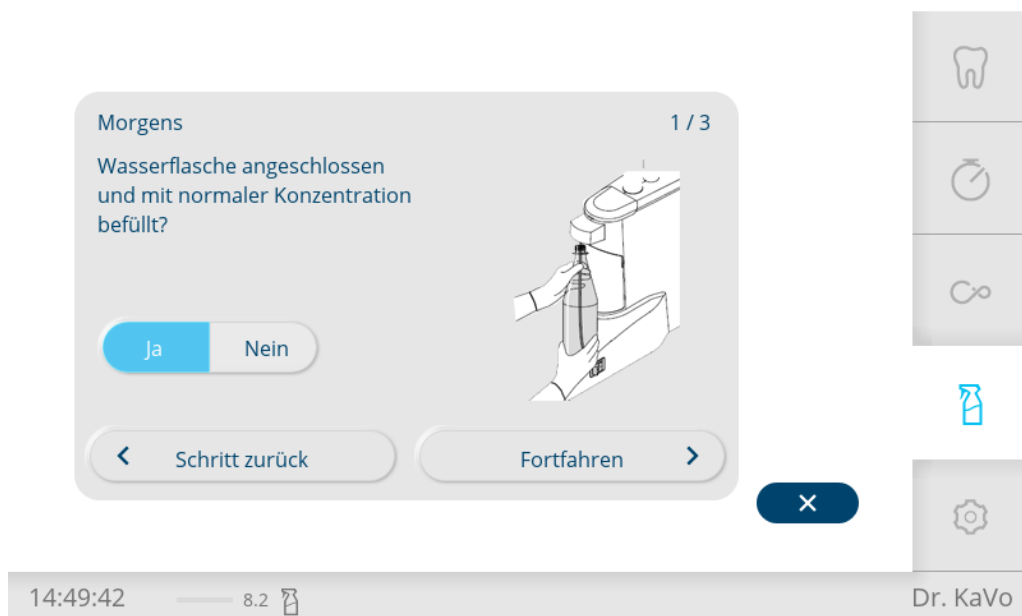 Morgens
1 / 3
Wasserflasche angeschlossen
und mit normaler Konzentration
befüllt?
Ja
Nein
Schritt zurück
Fortfahren
14:49:42
8.2
Dr. KaVo